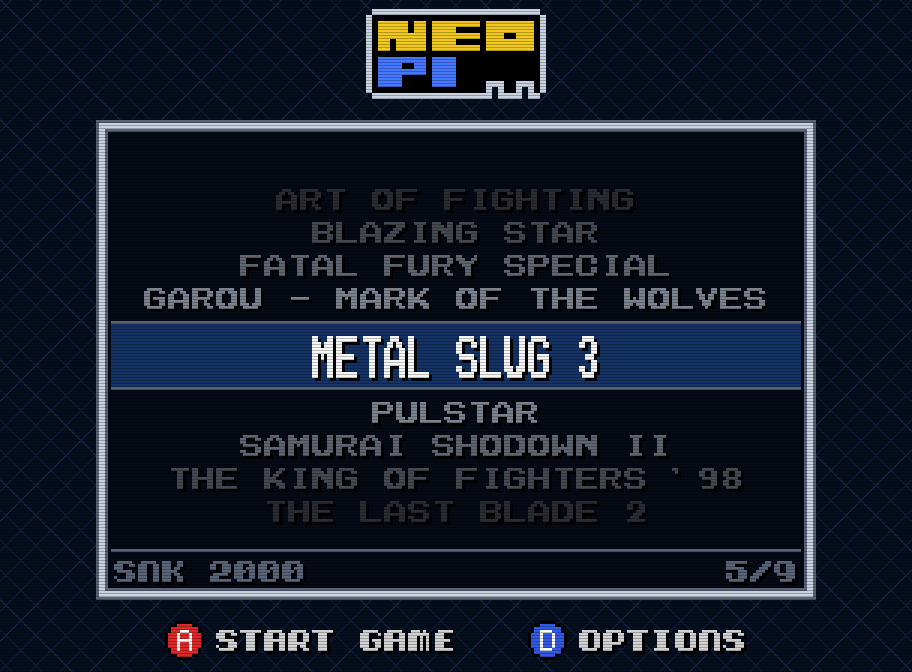 NEO
PI
ART OF FIGHTING
BLAZING STAR
FATAL FURY SPECIAL
GAROU - MARK OF THE WOLVES
METAL SLUG 3
PULSTAR
SAMURAI SHODOWN II
THE KING OF FIGHTERS '98
THE LAST BLADE 2
SNK 2000 5/9
A START GAME D OPTIONS